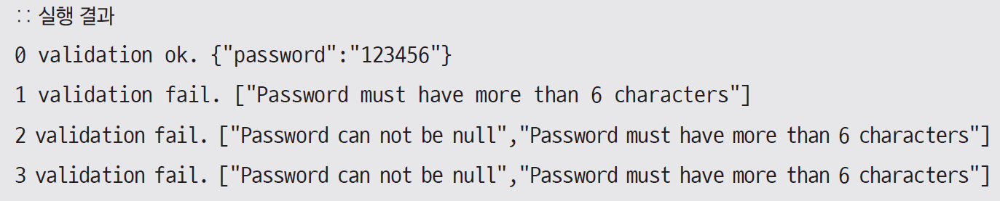 :: 실행 결과
0 validation ok. {"password":"123456"}
1 validation fail. ["Password must have more than 6 characters"]
2 validation fail. ["Password can not be null","Password must have more than 6 characters"]
3 validation fail. ["Password can not be null","Password must have more than 6 characters"]